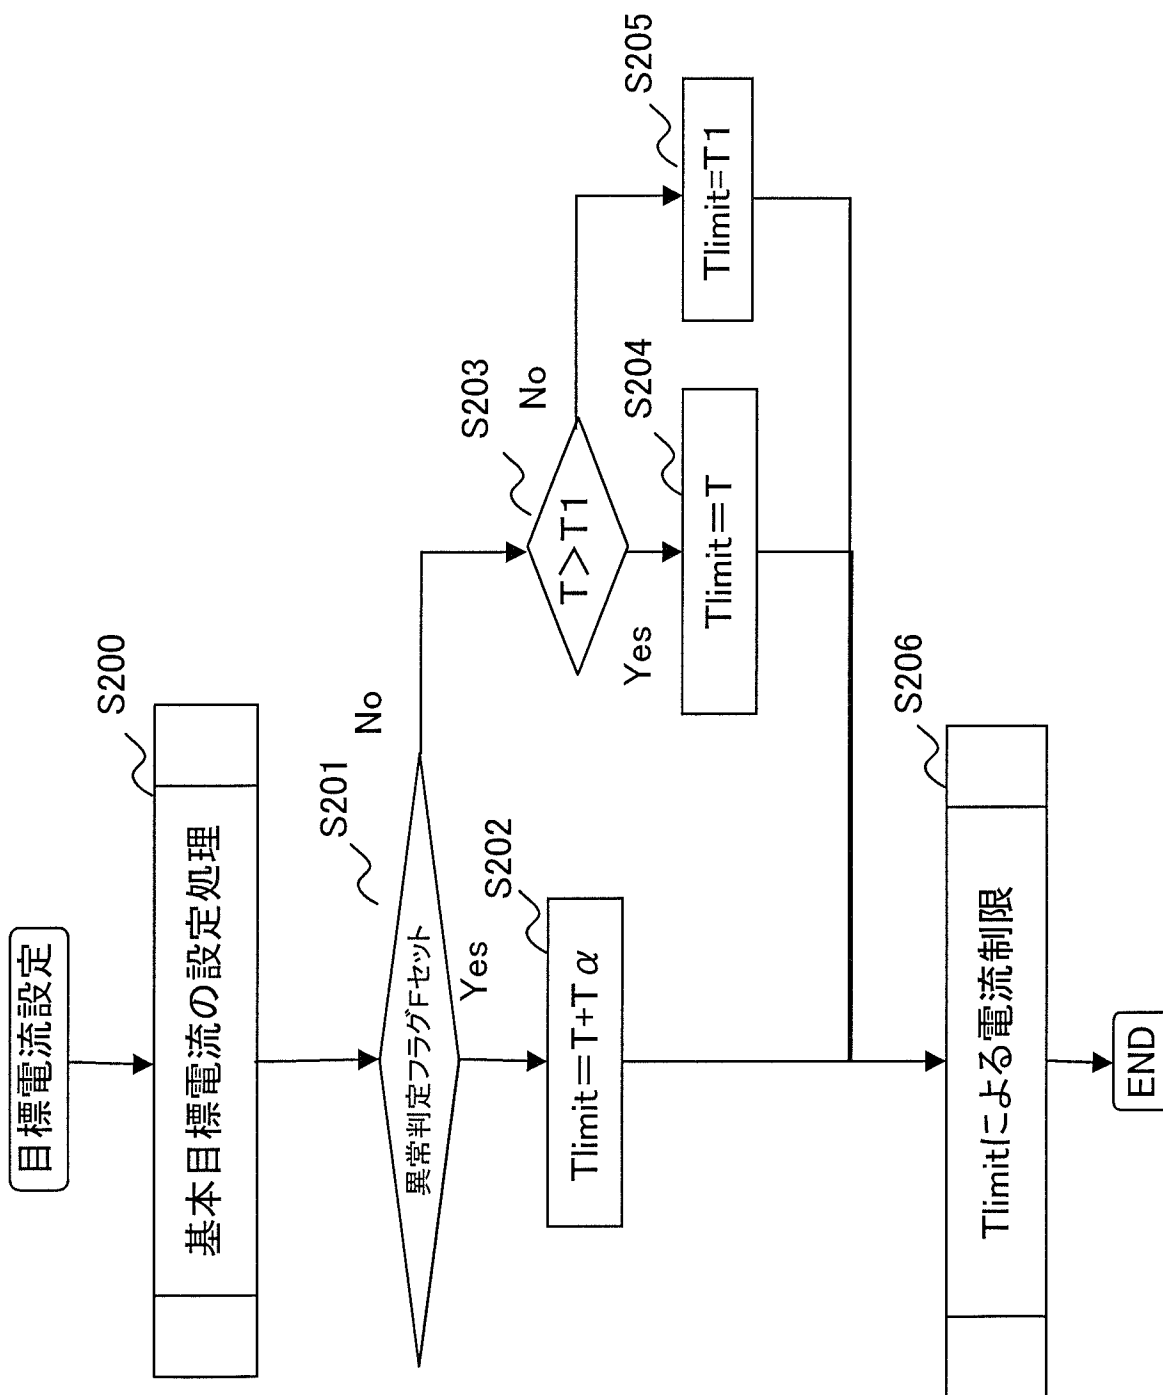 目標電流設定
S200
基本目標電流の設定処理
S201
異常判定フラグFセット
No
Yes
S202
Tlimit=T+Tα
S203
T>T1
No
Yes
S204
Tlimit=T
S205
Tlimit=T1
S206
Tlimitによる電流制限
END